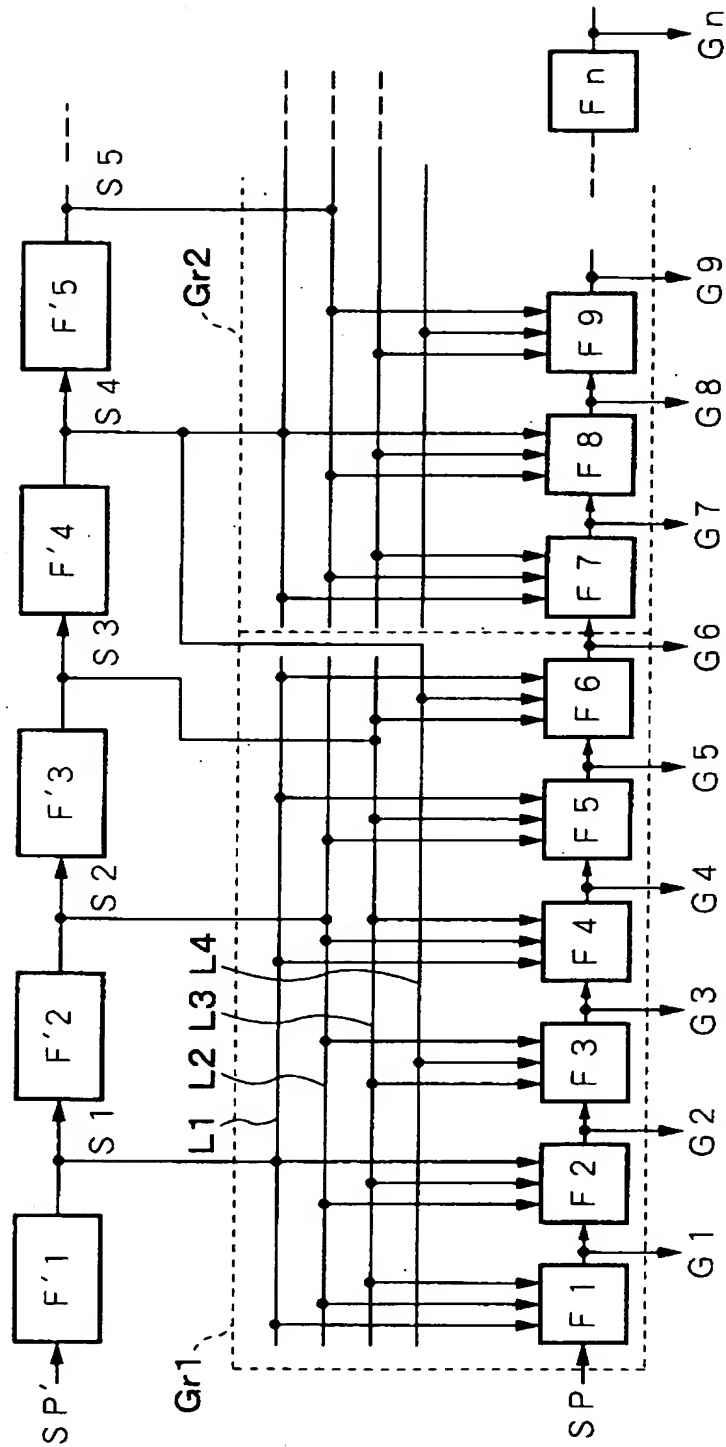 SP' F'1 F'2 F'3 F'4 F'5
S1 S2 S3 S4 S5
Gr1 Gr2
L1 L2 L3 L4
SP F1 F2 F3 F4 F5 F6 F7 F8 F9 Fn
G1 G2 G3 G4 G5 G6 G7 G8 G9 Gn